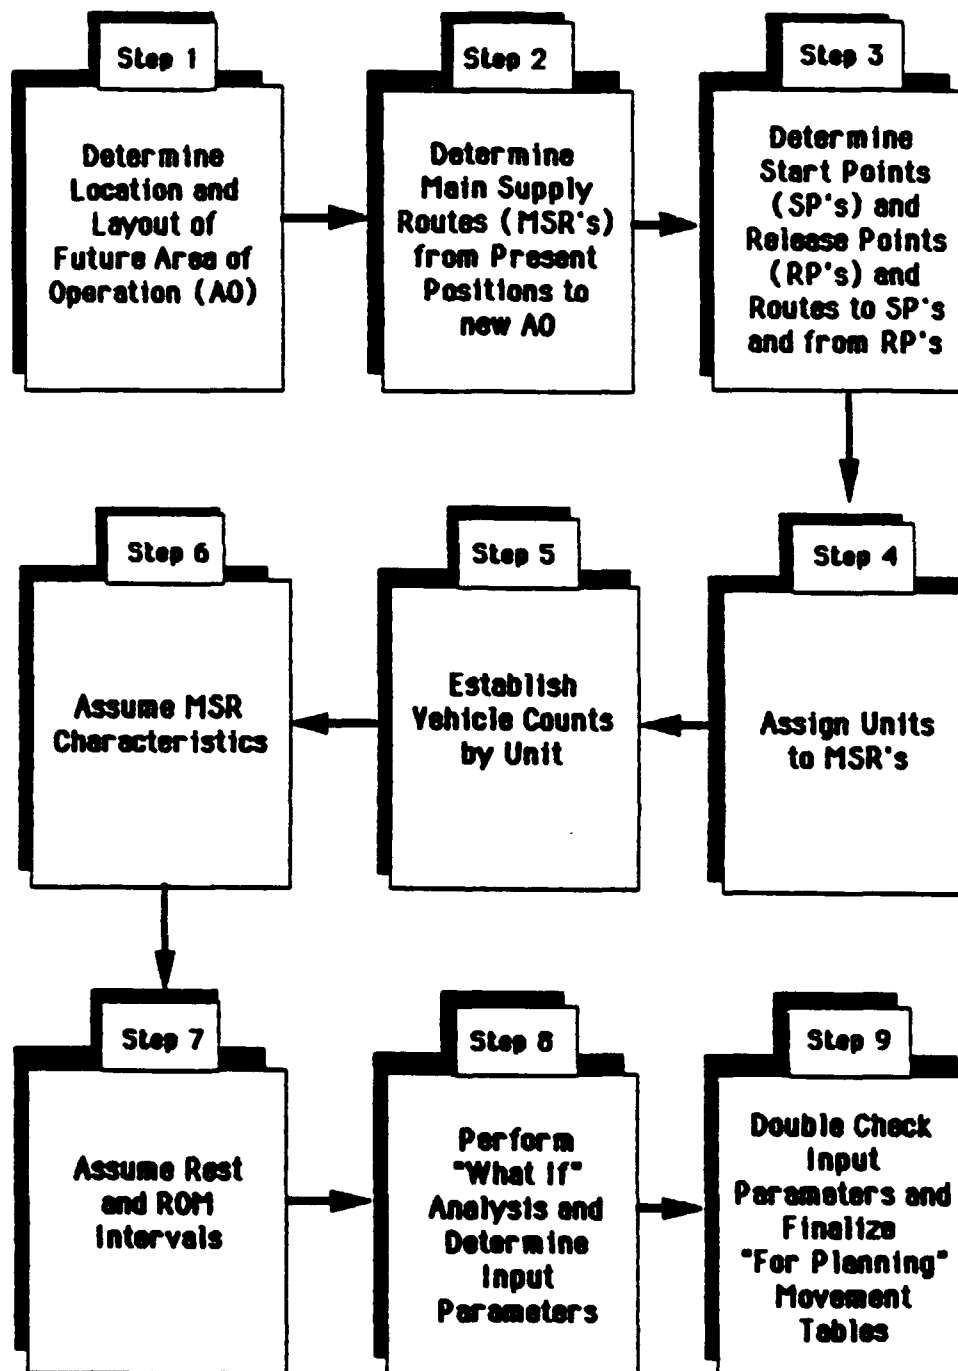 Step 1
Determine
Location and
Layout of
Future Area of
Operation (AO)
Step 2
Determine
Main Supply
Routes (MSR's)
from Present
Positions to
new AO
Step 3
Determine
Start Points
(SP's) and
Release Points
(RP's) and
Routes to SP's
and from RP's
Step 4
Assign Units
to MSR's
Step 5
Establish
Vehicle Counts
by Unit
Step 6
Assume MSR
Characteristics
Step 7
Assume Rest
and ROM
Intervals
Step 8
Perform
"What If"
Analysis and
Determine
Input
Parameters
Step 9
Double Check
Input
Parameters and
Finalize
"For Planning"
Movement
Tables